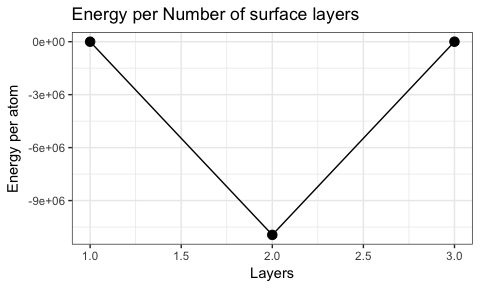 Energy per Number of surface layers
Energy per atom
0e+00
-3e+06
-6e+06
-9e+06
1.0 1.5 2.0 2.5 3.0
Layers